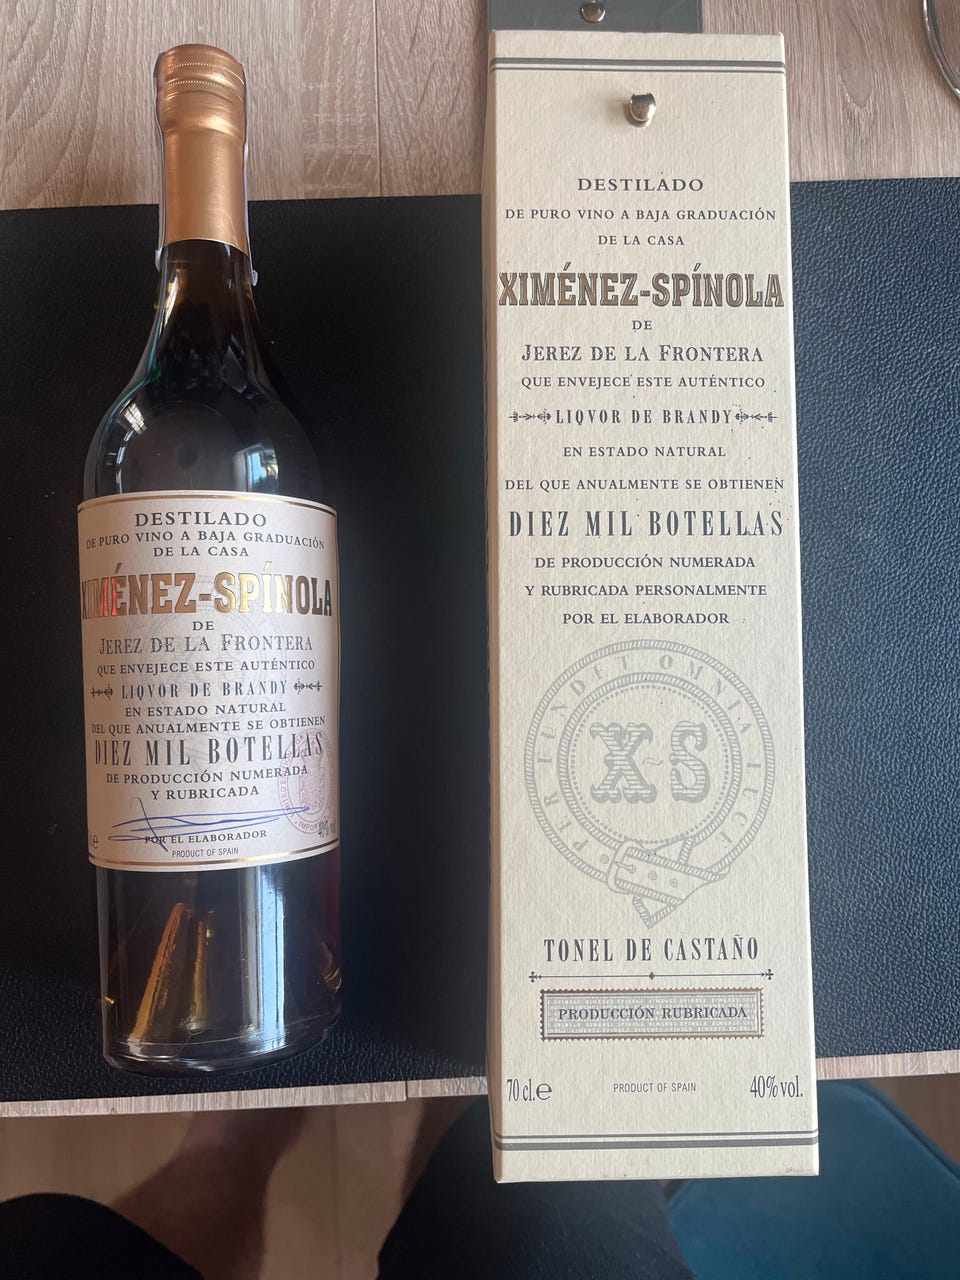 DESTILADO
DE PURO VINO A BAJA GRADUACIÓN
DE LA CASA
XIMÉNEZ-SPÍNOLA
DE
JEREZ DE LA FRONTERA
QUE ENVEJECE ESTE AUTÉNTICO
LIQVOR DE BRANDY
EN ESTADO NATURAL
DEL QUE ANUALMENTE SE OBTIENEN
DIEZ MIL BOTELLAS
DE PRODUCCIÓN NUMERADA
Y RUBRICADA
POR EL ELABORADOR
PRODUCT OF SPAIN
DESTILADO
DE PURO VINO A BAJA GRADUACIÓN
DE LA CASA
XIMÉNEZ-SPÍNOLA
DE
JEREZ DE LA FRONTERA
QUE ENVEJECE ESTE AUTÉNTICO
LIQVOR DE BRANDY
EN ESTADO NATURAL
DEL QUE ANUALMENTE SE OBTIENEN
DIEZ MIL BOTELLAS
DE PRODUCCIÓN NUMERADA
Y RUBRICADA PERSONALMENTE
POR EL ELABORADOR
PER FUNDET OMNIA LUCE
X-S
TONEL DE CASTAÑO
PRODUCCIÓN RUBRICADA
70 cl.e
PRODUCT OF SPAIN
40% vol.